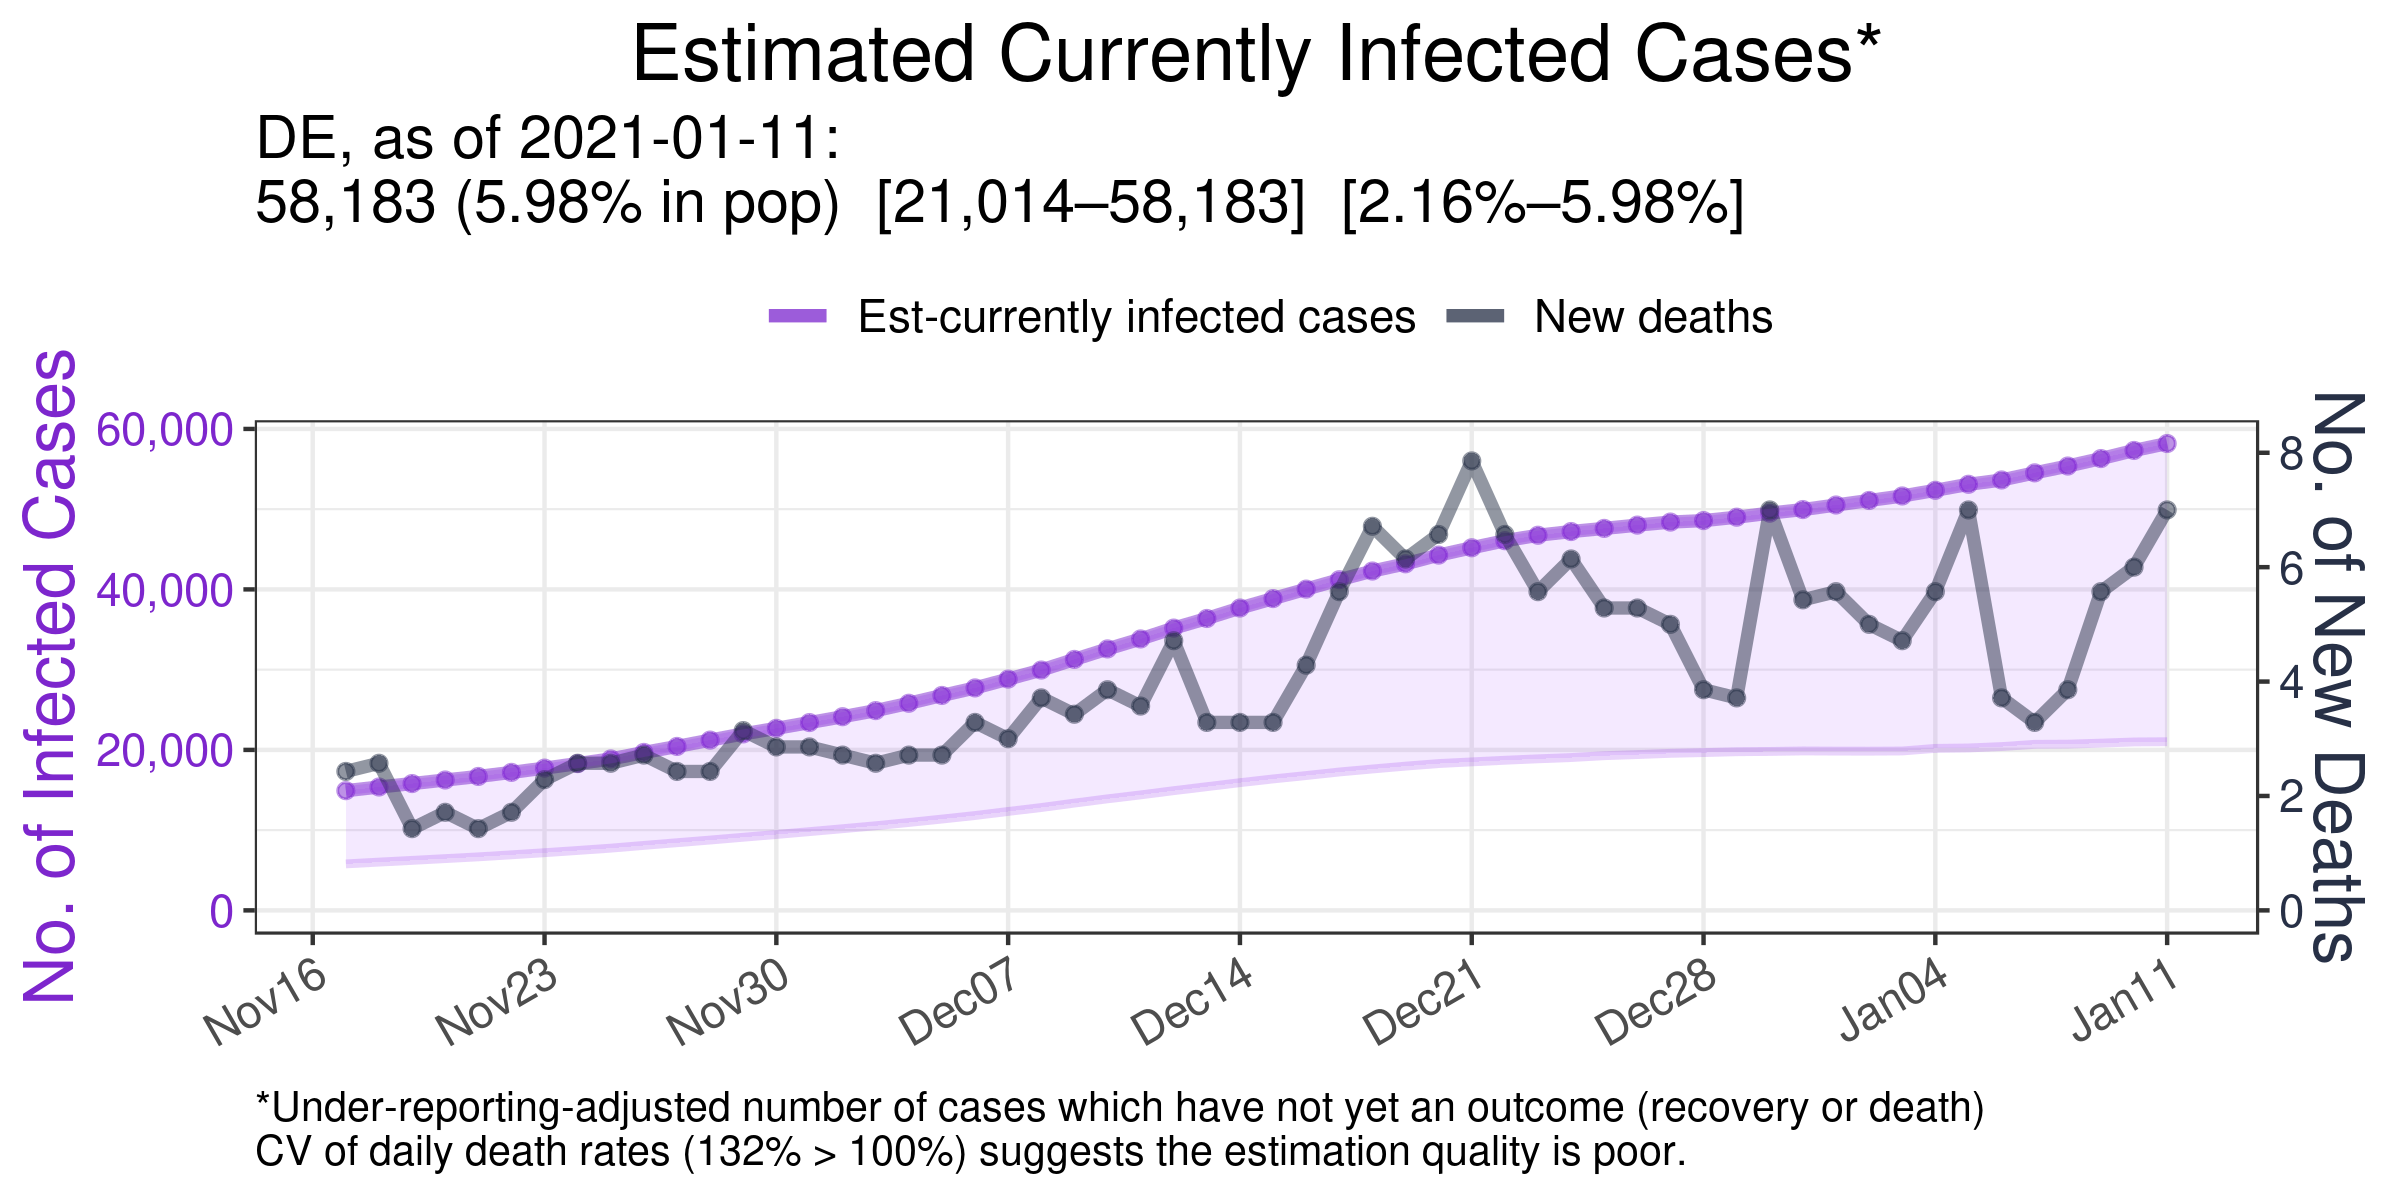 Estimated Currently Infected Cases*
DE, as of 2021-01-11:
58,183 (5.98% in pop)  [21,014–58,183]  [2.16%–5.98%]
Est-currently infected cases
New deaths
No. of Infected Cases
60,000
40,000
20,000
0
No. of New Deaths
8
6
4
2
0
Nov16
Nov23
Nov30
Dec07
Dec14
Dec21
Dec28
Jan04
Jan11
*Under-reporting-adjusted number of cases which have not yet an outcome (recovery or death)
CV of daily death rates (132% > 100%) suggests the estimation quality is poor.